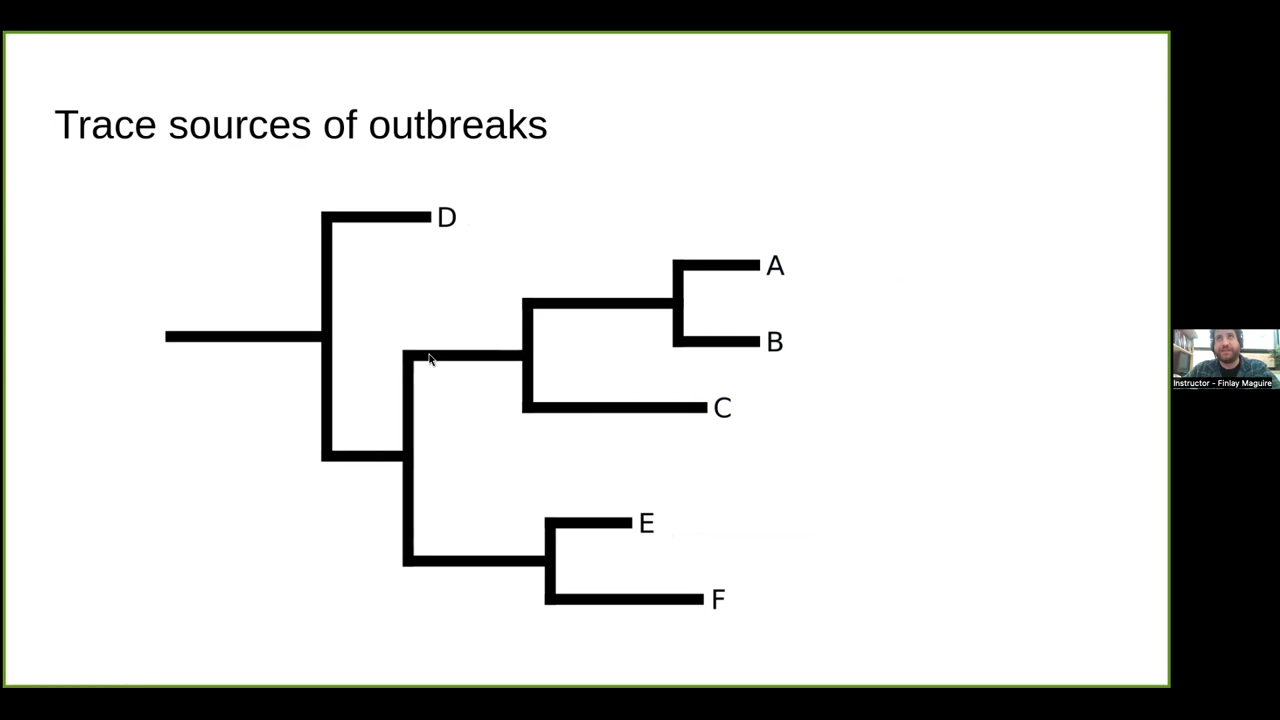 Trace sources of outbreaks
D
A
B
C
E
F
Instructor - Finlay Maguire